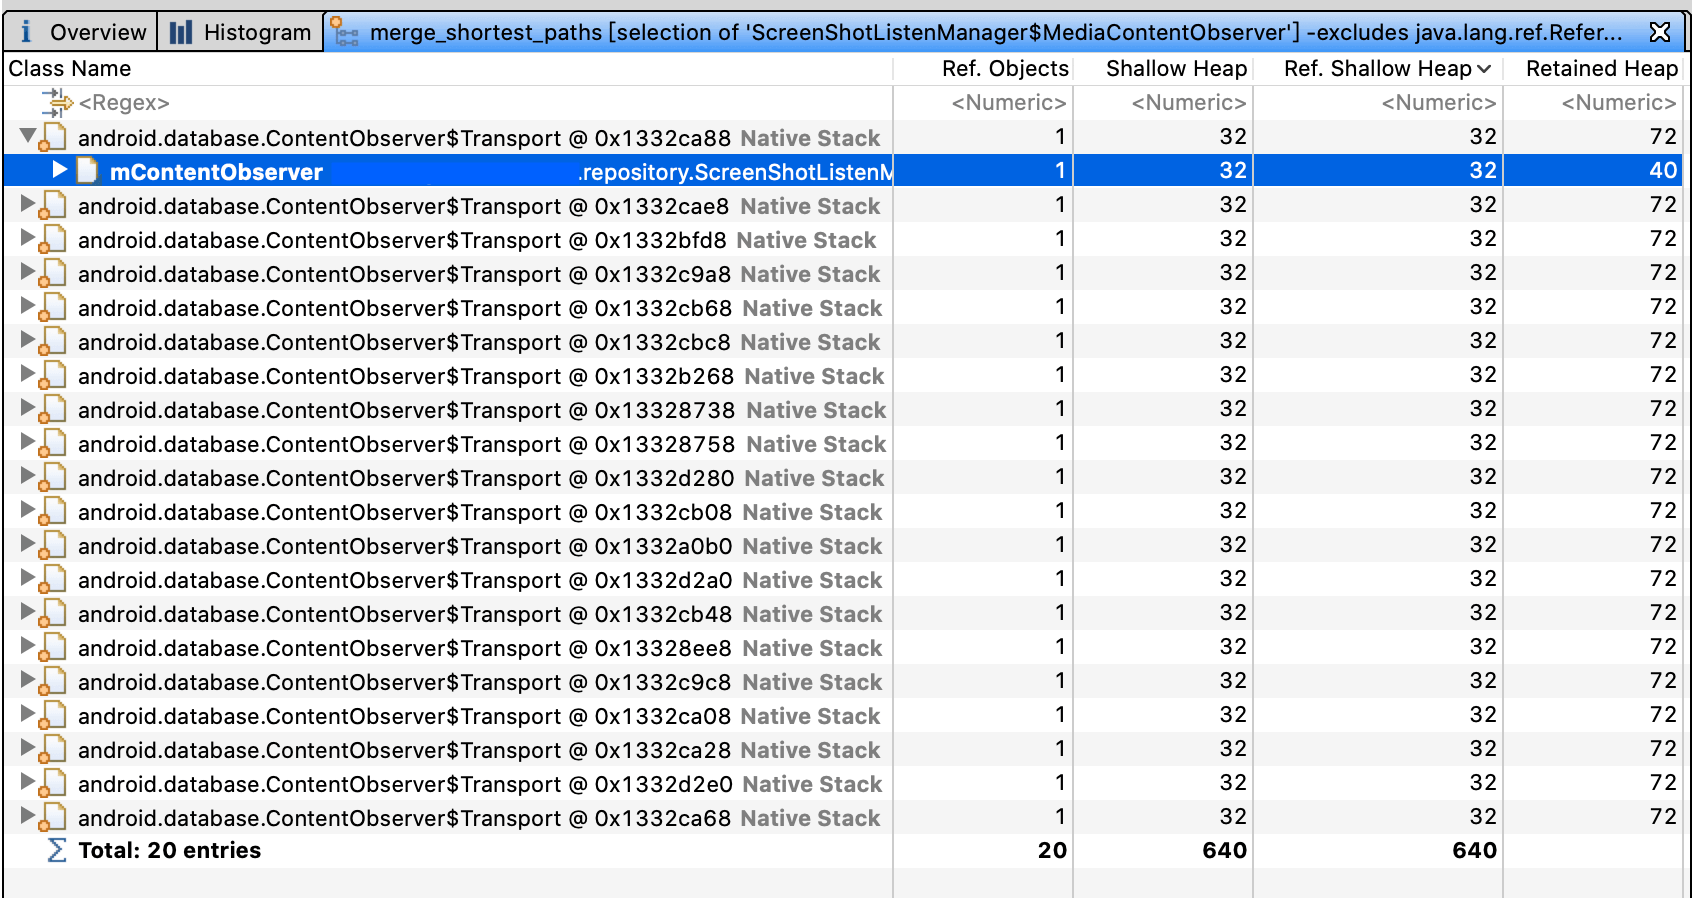 Overview Histogram merge_shortest_paths [selection of 'ScreenShotListenManager$MediaContentObserver'] -excludes java.lang.ref.Refer...
Class Name Ref. Objects Shallow Heap Ref. Shallow Heap Retained Heap
<Regex> <Numeric> <Numeric> <Numeric> <Numeric>
android.database.ContentObserver$Transport @ 0x1332ca88 Native Stack 1 32 32 72
mContentObserver .repository.ScreenShotListenM 1 32 32 40
android.database.ContentObserver$Transport @ 0x1332cae8 Native Stack 1 32 32 72
android.database.ContentObserver$Transport @ 0x1332bfd8 Native Stack 1 32 32 72
android.database.ContentObserver$Transport @ 0x1332c9a8 Native Stack 1 32 32 72
android.database.ContentObserver$Transport @ 0x1332cb68 Native Stack 1 32 32 72
android.database.ContentObserver$Transport @ 0x1332cbc8 Native Stack 1 32 32 72
android.database.ContentObserver$Transport @ 0x1332b268 Native Stack 1 32 32 72
android.database.ContentObserver$Transport @ 0x13328738 Native Stack 1 32 32 72
android.database.ContentObserver$Transport @ 0x13328758 Native Stack 1 32 32 72
android.database.ContentObserver$Transport @ 0x1332d280 Native Stack 1 32 32 72
android.database.ContentObserver$Transport @ 0x1332cb08 Native Stack 1 32 32 72
android.database.ContentObserver$Transport @ 0x1332a0b0 Native Stack 1 32 32 72
android.database.ContentObserver$Transport @ 0x1332d2a0 Native Stack 1 32 32 72
android.database.ContentObserver$Transport @ 0x1332cb48 Native Stack 1 32 32 72
android.database.ContentObserver$Transport @ 0x13328ee8 Native Stack 1 32 32 72
android.database.ContentObserver$Transport @ 0x1332c9c8 Native Stack 1 32 32 72
android.database.ContentObserver$Transport @ 0x1332ca08 Native Stack 1 32 32 72
android.database.ContentObserver$Transport @ 0x1332ca28 Native Stack 1 32 32 72
android.database.ContentObserver$Transport @ 0x1332d2e0 Native Stack 1 32 32 72
android.database.ContentObserver$Transport @ 0x1332ca68 Native Stack 1 32 32 72
Total: 20 entries 20 640 640